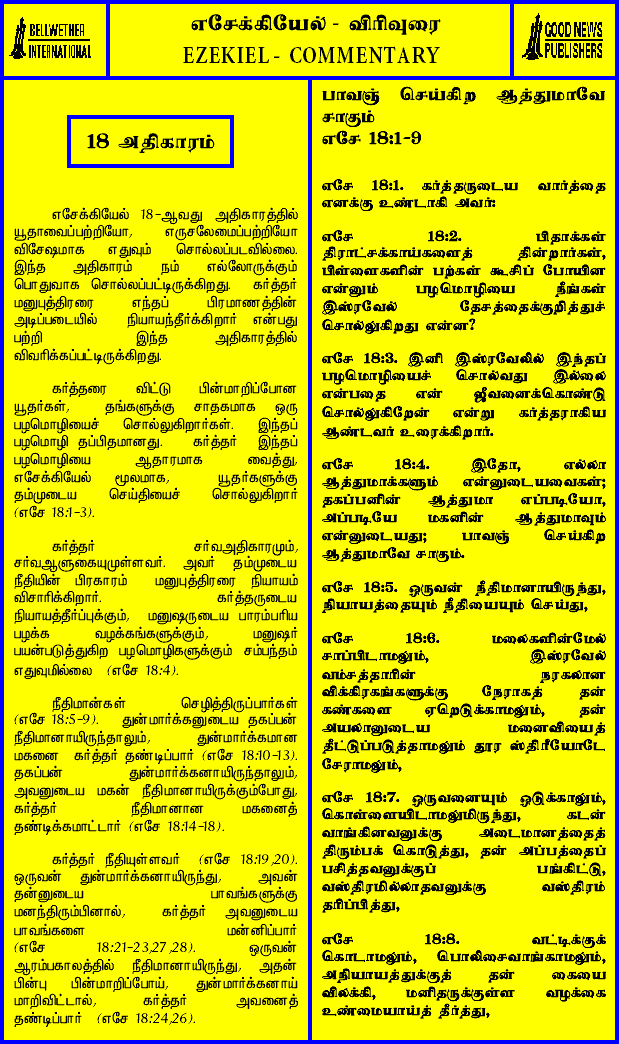 BELLWETHER
INTERNATIONAL
எசேக்கியேல் - விரிவுரை
EZEKIEL - COMMENTARY
GOOD NEWS
PUBLISHERS
18 அதிகாரம்
எசேக்கியேல் 18-ஆவது அதிகாரத்தில்
யூதாவைப்பற்றியோ, எருசலேமைப்பற்றியோ
விசேஷமாக எதுவும் சொல்லப்படவில்லை.
இந்த அதிகாரம் நம் எல்லோருக்கும்
பொதுவாக சொல்லப்பட்டிருக்கிறது. கர்த்தர்
மனுபுத்திரரை எந்தப் பிரமாணத்தின்
அடிப்படையில் நியாயந்தீர்க்கிறார் என்பது
பற்றி இந்த அதிகாரத்தில்
விவரிக்கப்பட்டிருக்கிறது.
கர்த்தரை விட்டு பின்மாறிப்போன
யூதர்கள், தங்களுக்கு சாதகமாக ஒரு
பழமொழியைச் சொல்லுகிறார்கள். இந்தப்
பழமொழி தப்பிதமானது. கர்த்தர் இந்தப்
பழமொழியை ஆதாரமாக வைத்து,
எசேக்கியேல் மூலமாக, யூதர்களுக்கு
தம்முடைய செய்தியைச் சொல்லுகிறார்
(எசே 18:1-3).
கர்த்தர் சர்வஅதிகாரமும்,
சர்வஆளுகையுமுள்ளவர். அவர் தம்முடைய
நீதியின் பிரகாரம் மனுபுத்திரரை நியாயம்
விசாரிக்கிறார். கர்த்தருடைய
நியாயத்தீர்ப்புக்கும், மனுஷருடைய பாரம்பரிய
பழக்க வழக்கங்களுக்கும், மனுஷர்
பயன்படுத்துகிற பழமொழிகளுக்கும் சம்பந்தம்
எதுவுமில்லை (எசே 18:4).
நீதிமான்கள் செழித்திருப்பார்கள்
(எசே 18:5-9). துன்மார்க்கனுடைய தகப்பன்
நீதிமானாயிருந்தாலும், துன்மார்க்கமான
மகனை கர்த்தர் தண்டிப்பார் (எசே 18:10-13).
தகப்பன் துன்மார்க்கனாயிருந்தாலும்,
அவனுடைய மகன் நீதிமானாயிருக்கும்போது,
கர்த்தர் நீதிமானான மகனைத்
தண்டிக்கமாட்டார் (எசே 18:14-18).
கர்த்தர் நீதியுள்ளவர் (எசே 18:19,20).
ஒருவன் துன்மார்க்கனாயிருந்து, அவன்
தன்னுடைய பாவங்களுக்கு
மனந்திரும்பினால், கர்த்தர் அவனுடைய
பாவங்களை மன்னிப்பார்
(எசே 18:21-23,27,28). ஒருவன்
ஆரம்பகாலத்தில் நீதிமானாயிருந்து, அதன்
பின்பு பின்மாறிப்போய், துன்மார்க்கனாய்
மாறிவிட்டால், கர்த்தர் அவனைத்
தண்டிப்பார் (எசே 18:24,26).
பாவஞ் செய்கிற ஆத்துமாவே
சாகும்
எசே 18:1-9
எசே 18:1. கர்த்தருடைய வார்த்தை
எனக்கு உண்டாகி அவர்:
எசே 18:2. பிதாக்கள்
திராட்சக்காய்களைத் தின்றார்கள்,
பிள்ளைகளின் பற்கள் கூசிப் போயின
என்னும் பழமொழியை நீங்கள்
இஸ்ரவேல் தேசத்தைக்குறித்துச்
சொல்லுகிறது என்ன?
எசே 18:3. இனி இஸ்ரவேலில் இந்தப்
பழமொழியைச் சொல்வது இல்லை
என்பதை என் ஜீவனைக்கொண்டு
சொல்லுகிறேன் என்று கர்த்தராகிய
ஆண்டவர் உரைக்கிறார்.
எசே 18:4. இதோ, எல்லா
ஆத்துமாக்களும் என்னுடையவைகள்;
தகப்பனின் ஆத்துமா எப்படியோ,
அப்படியே மகனின் ஆத்துமாவும்
என்னுடையது; பாவஞ் செய்கிற
ஆத்துமாவே சாகும்.
எசே 18:5. ஒருவன் நீதிமானாயிருந்து,
நியாயத்தையும் நீதியையும் செய்து,
எசே 18:6. மலைகளின்மேல்
சாப்பிடாமலும், இஸ்ரவேல்
வம்சத்தாரின் நரகலான
விக்கிரகங்களுக்கு நேராகத் தன்
கண்களை ஏறெடுக்காமலும், தன்
அயலானுடைய மனைவியைத்
தீட்டுப்படுத்தாமலும் தூர ஸ்திரீயோடே
சேராமலும்,
எசே 18:7. ஒருவனையும் ஒடுக்காலும்,
கொள்ளையிடாமலுமிருந்து, கடன்
வாங்கினவனுக்கு அடைமானத்தைத்
திரும்பக் கொடுத்து, தன் அப்பத்தைப்
பசித்தவனுக்குப் பங்கிட்டு,
வஸ்திரமில்லாதவனுக்கு வஸ்திரம்
தரிப்பித்து,
எசே 18:8. வட்டிக்குக்
கொடாமலும், பொலிசைவாங்காமலும்,
அநியாயத்துக்குத் தன் கையை
விலக்கி, மனிதருக்குள்ள வழக்கை
உண்மையாய்த் தீர்த்து,